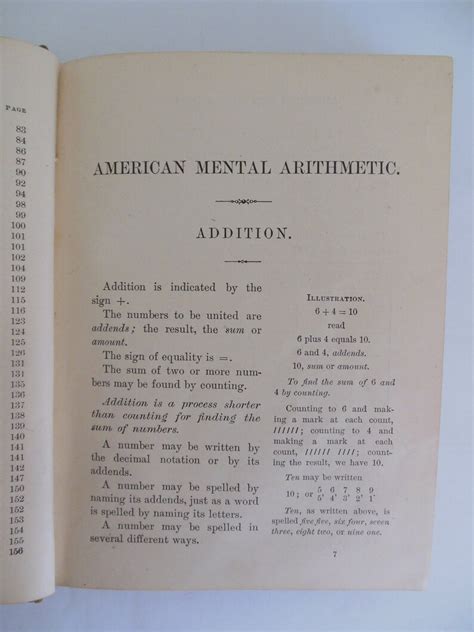 PAGE
83
84
86
87
90
92
94
98
100
108
109
110
111
112
115
116
123
124
127
131
134
135
136
137
138
139
140
141
146
147
150
152
153
154
155
156
AMERICAN MENTAL ARITHMETIC.
ADDITION.
Addition is indicated by the
sign +.
The numbers to be united are
addends; the result, the sum or
amount.
The sign of equality is =.
The sum of two or more num-
bers may be found by counting.
Addition is a process shorter
than counting for finding the
sum of numbers.
A number may be written by
the decimal notation or by its
addends.
A number may be spelled by
naming its addends, just as a word
is spelled by naming its letters.
A number may be spelled in
several different ways.
ILLUSTRATION.
6 + 4 = 10
read
6 plus 4 equals 10.
6 and 4, addends.
10, sum or amount.
To find the sum of 6 and
4 by counting.
Counting to 6 and mak-
ing a mark at each count,
//////; counting to 4 and
making a mark at each
count, ////// ////; count-
ing the result, we have 10.
Ten may be written
10; or 5 6 7 8 9
5' 4' 3' 2' 1'
Ten, as written above, is
spelled five five, six four, seven
three, eight two, or nine one.
7